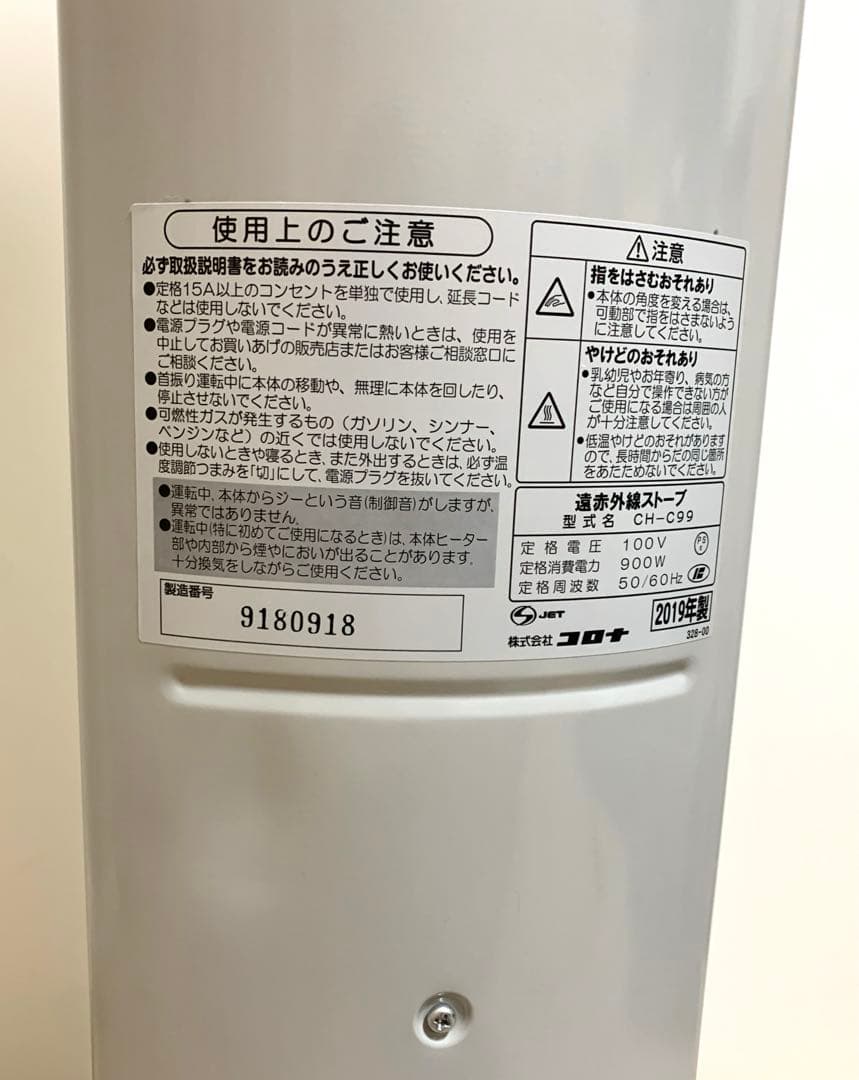 使用上のご注意
必ず取扱説明書をお読みのうえ正しくお使いください。
●定格15A以上のコンセントを単独で使用し、延長コード
などは使用しないでください。
●電源プラグや電源コードが異常に熱いときは、使用を
中止してお買いあげの販売店またはお客様ご相談窓口に
ご相談ください。
●首振り運転中に本体の移動や、無理に本体を回したり、
停止させないでください。
●可燃性ガスが発生するもの（ガソリン、シンナー、
ベンジンなど）の近くでは使用しないでください。
●使用しないときや寝るとき、また外出するときは、必ず温
度調節つまみを「切」にして、電源プラグを抜いてください。
●運転中、本体からジーという音(制御音)がしますが、
異常ではありません。
●運転中(特に初めてご使用になるとき)は、本体ヒーター
部や内部から煙やにおいが出ることがあります。
十分換気をしながらご使用ください。
製造番号
9180918
注意
指をはさむおそれあり
●本体の角度を変える場合は、
可動部で指をはさまないよう
に注意してください。
やけどのおそれあり
●乳幼児やお年寄り、病気の方
など自分で操作できない方が
ご使用になる場合は周囲の人
が十分注意してください。
●低温やけどのおそれがあります
ので、長時間からだの同じ箇所
をあたためないでください。
遠赤外線ストーブ
型式名 CH-C99
定格電圧 100V
定格消費電力 900W
定格周波数 50/60Hz
PS
E
JET
2019年製
株式会社 コロナ
328-00